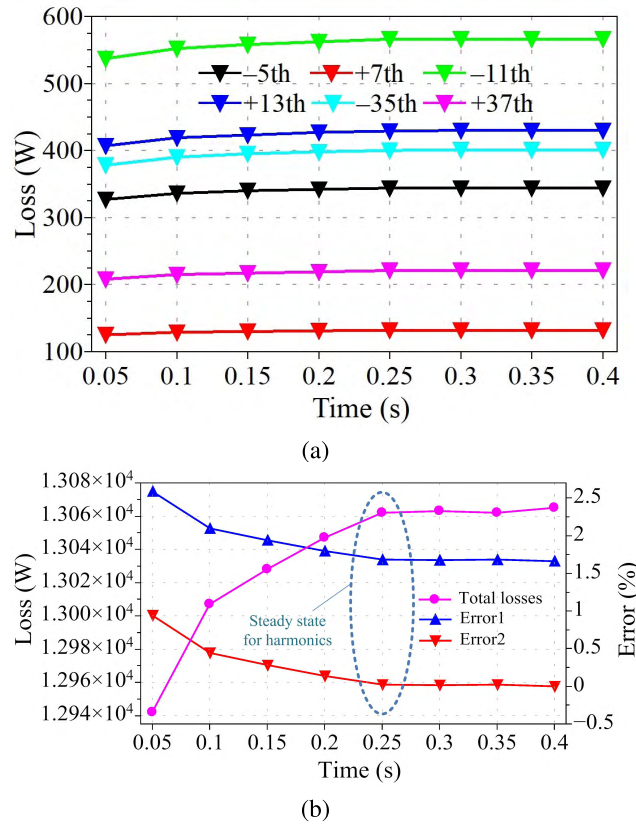 600
500
400
300
200
100
Loss (W)
–5th +7th –11th
+13th –35th +37th
0.05 0.1 0.15 0.2 0.25 0.3 0.35 0.4
Time (s)
(a)
1.308×10⁴
1.306×10⁴
1.304×10⁴
1.302×10⁴
1.300×10⁴
1.298×10⁴
1.296×10⁴
1.294×10⁴
Loss (W)
Steady state
for harmonics
Total losses
Error1
Error2
2.5
2
1.5
1
0.5
0
−0.5
Error (%)
0.05 0.1 0.15 0.2 0.25 0.3 0.35 0.4
Time (s)
(b)